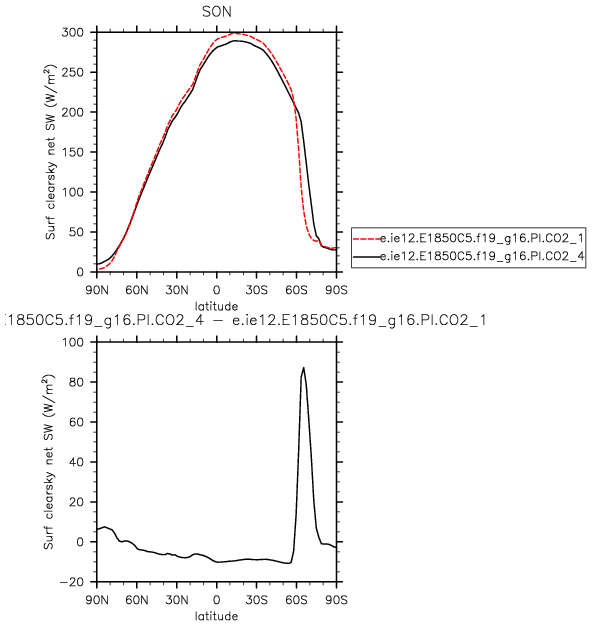 SON
300
250
200
150
100
50
0
Surf clearsky net SW (W/m²)
90N 60N 30N 0 30S 60S 90S
latitude
e.ie12.E1850C5.f19_g16.PI.CO2_1
e.ie12.E1850C5.f19_g16.PI.CO2_4
.1850C5.f19_g16.PI.CO2_4 − e.ie12.E1850C5.f19_g16.PI.CO2_1
100
80
60
40
20
0
−20
Surf clearsky net SW (W/m²)
90N 60N 30N 0 30S 60S 90S
latitude